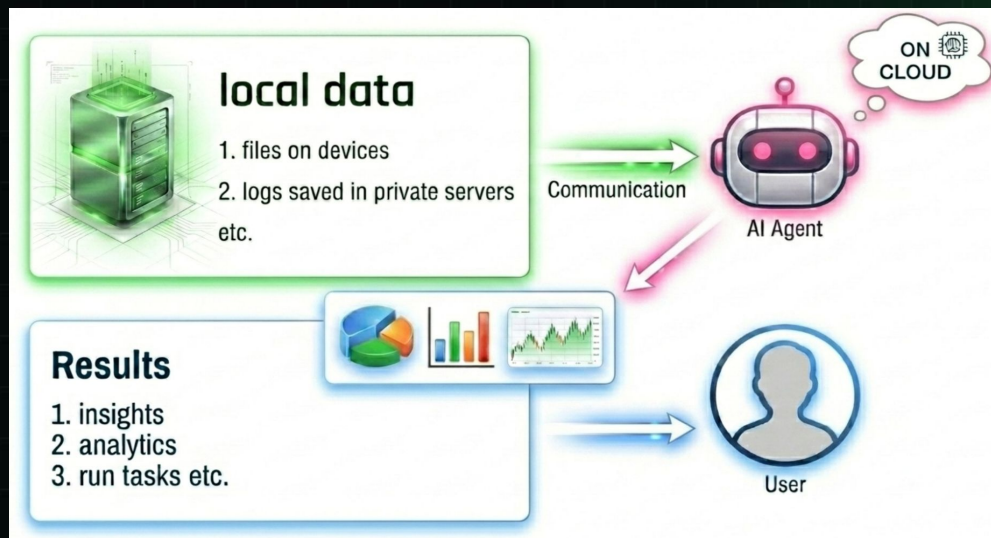 local data
1. files on devices
2. logs saved in private servers
etc.
Communication
AI Agent
ON
CLOUD
Results
1. insights
2. analytics
3. run tasks etc.
User